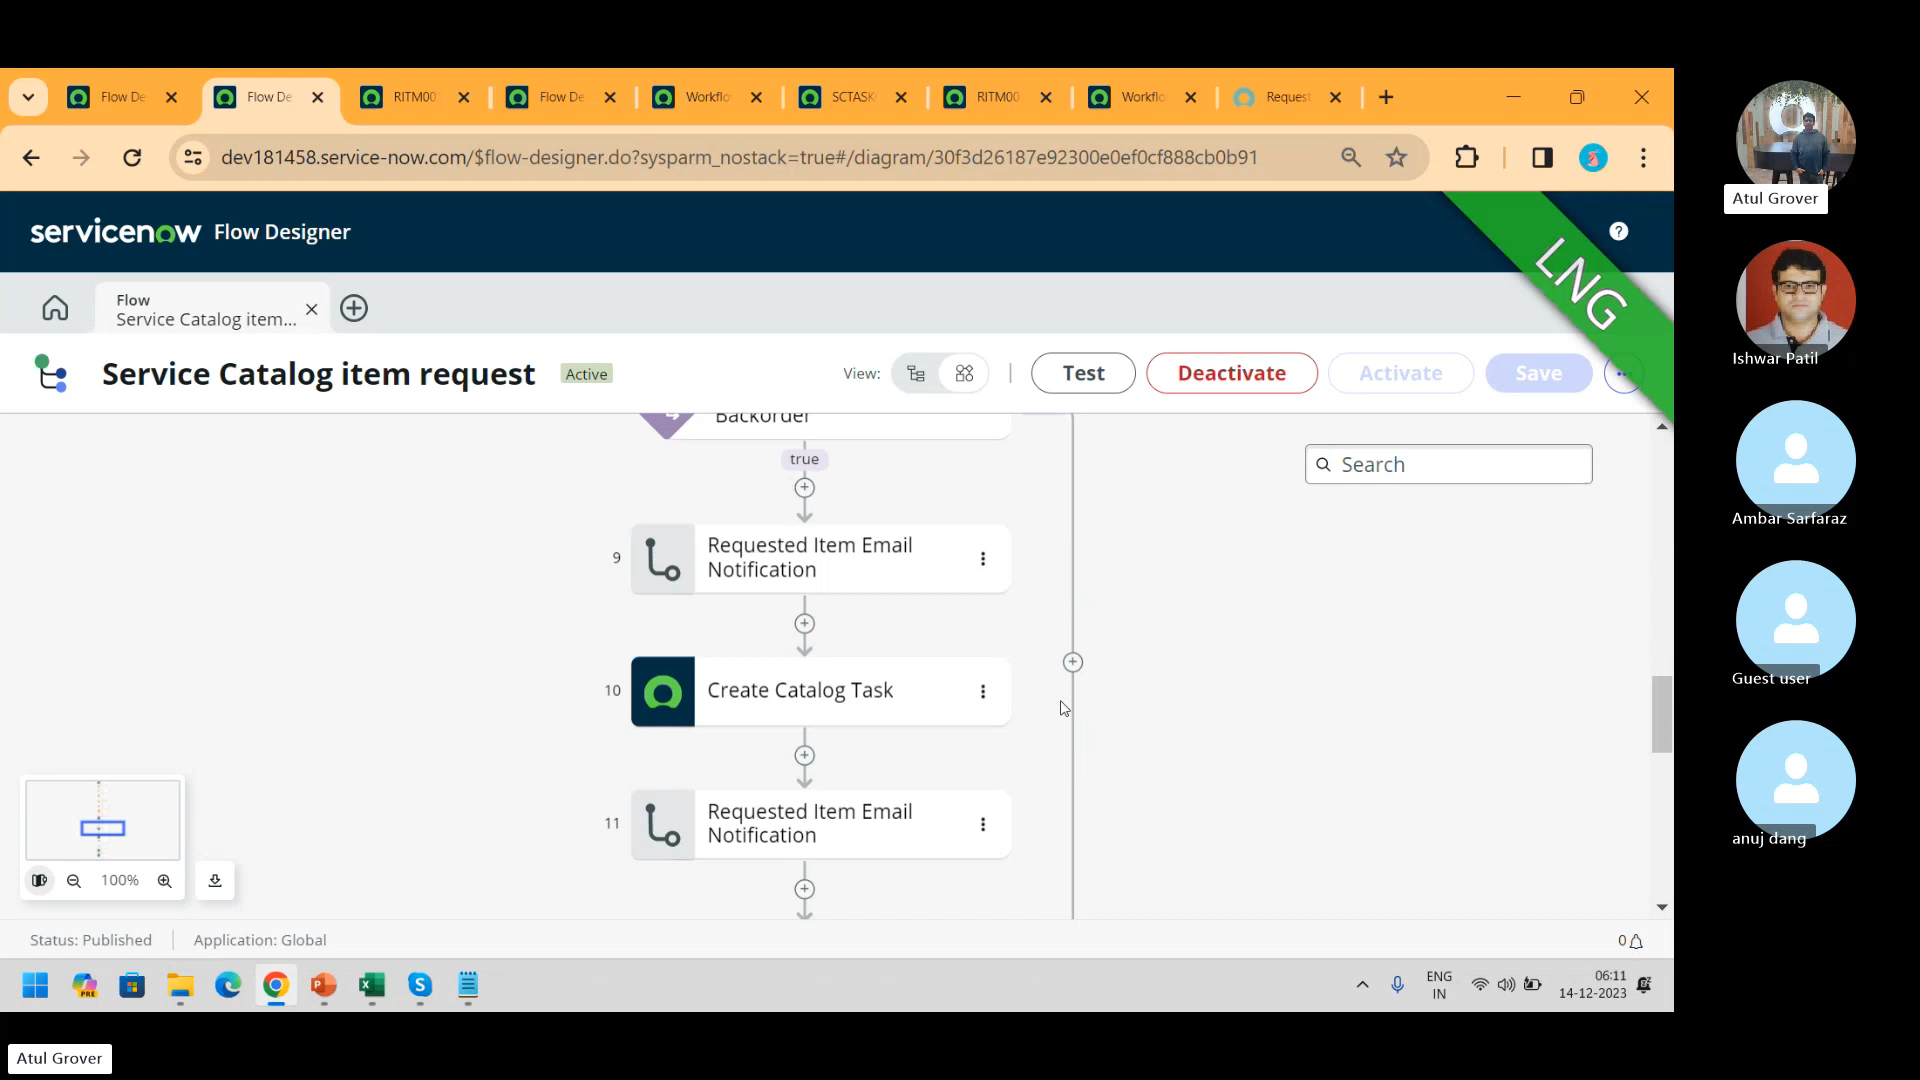 Flow De
Flow De
RITM00
Flow De
Workflo
SCTASK
RITM00
Workflo
Request
dev181458.service-now.com/$flow-designer.do?sysparm_nostack=true#/diagram/30f3d26187e92300e0ef0cf888cb0b91
servicenow Flow Designer
LNG
Flow
Service Catalog item...
Service Catalog item request
Active
View:
Test
Deactivate
Activate
Save
Backorder
true
Search
9
Requested Item Email
Notification
10
Create Catalog Task
11
Requested Item Email
Notification
100%
Status: Published
Application: Global
0
PRE
ENG
IN
06:11
14-12-2023
Atul Grover
Ishwar Patil
Ambar Sarfaraz
Guest user
anuj dang
Atul Grover